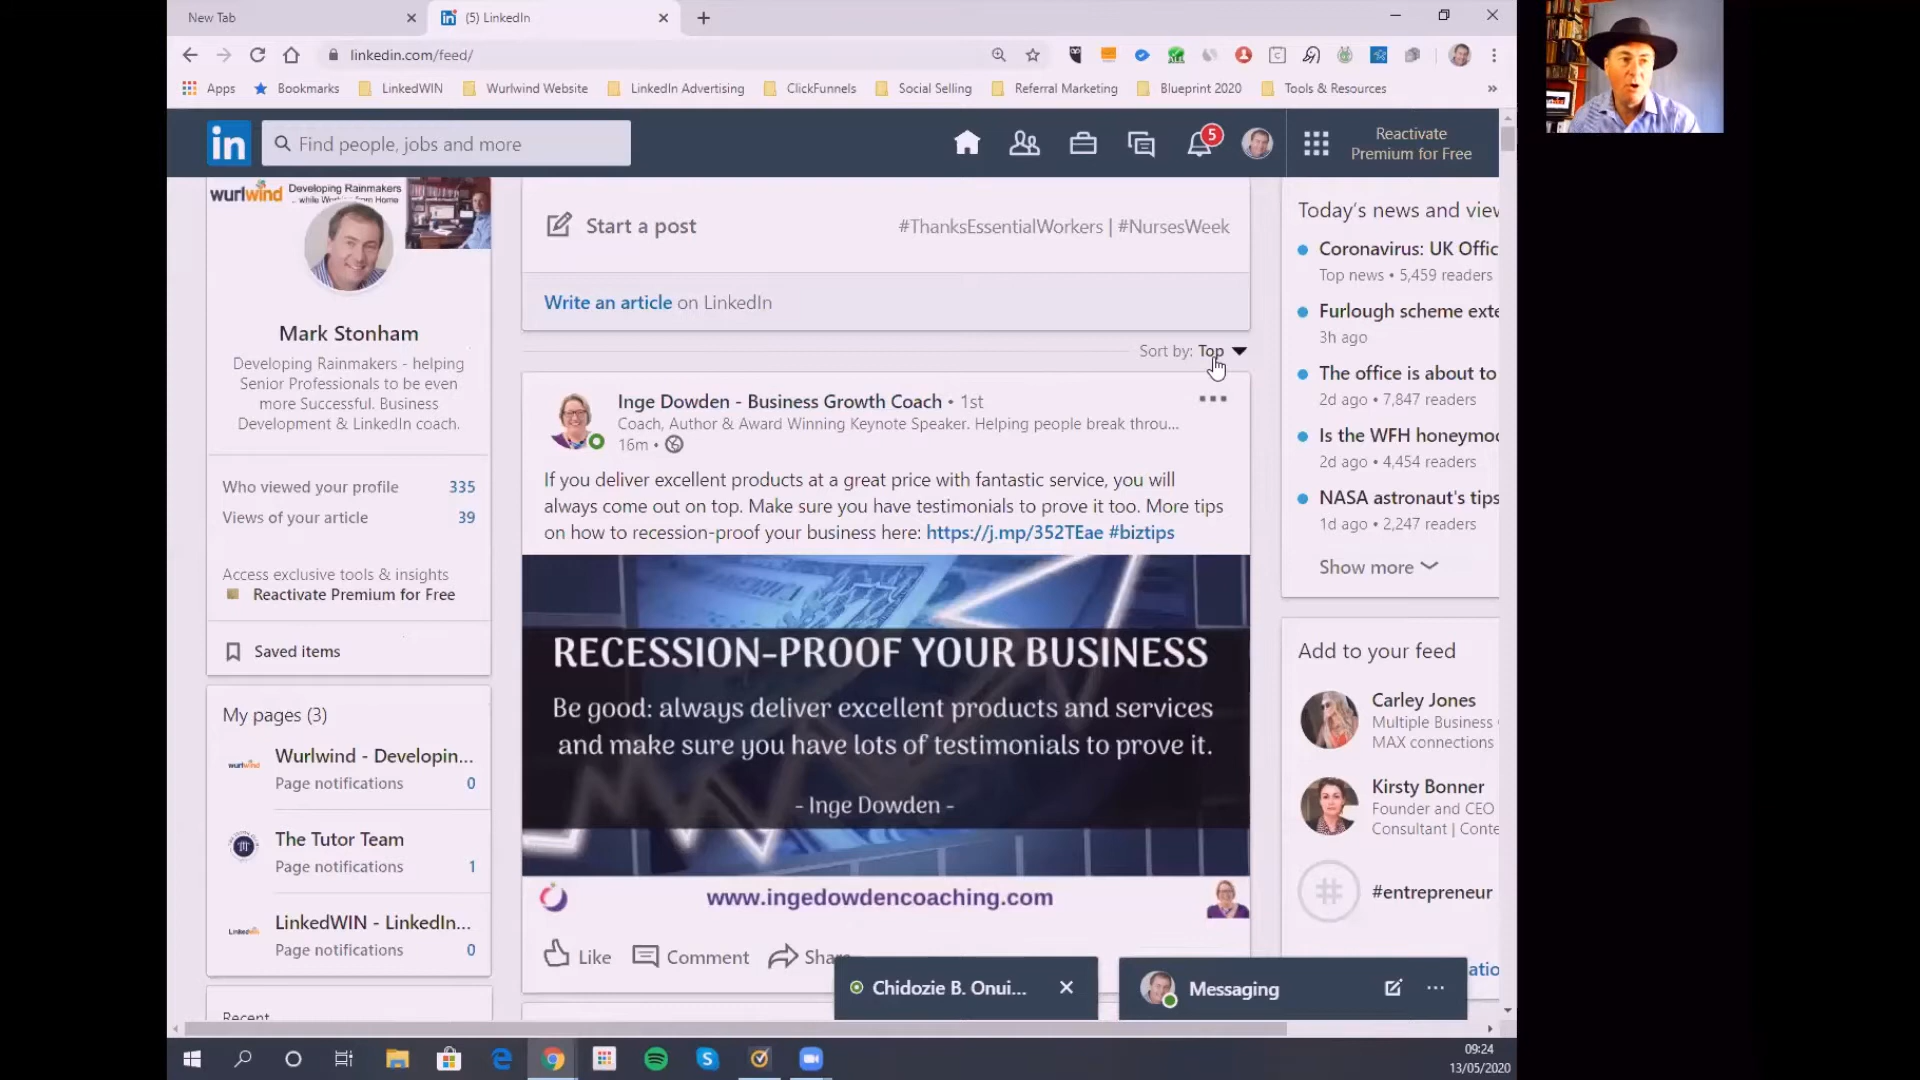 New Tab
(5) LinkedIn
linkedin.com/feed/
Apps
Bookmarks
LinkedWIN
Wurlwind Website
LinkedIn Advertising
ClickFunnels
Social Selling
Referral Marketing
Blueprint 2020
Tools & Resources
»
in
Find people, jobs and more
5
Reactivate
Premium for Free
wurlwind
Developing Rainmakers
.. while Working from Home
Mark Stonham
Developing Rainmakers - helping
Senior Professionals to be even
more Successful. Business
Development & LinkedIn coach.
Who viewed your profile 335
Views of your article 39
Access exclusive tools & insights
Reactivate Premium for Free
Saved items
My pages (3)
Wurlwind - Developin...
Page notifications 0
The Tutor Team
Page notifications 1
LinkedWIN - LinkedIn...
Page notifications 0
Recent
Start a post
#ThanksEssentialWorkers | #NursesWeek
Write an article on LinkedIn
Sort by: Top
Inge Dowden - Business Growth Coach • 1st
Coach, Author & Award Winning Keynote Speaker. Helping people break throu...
16m •
If you deliver excellent products at a great price with fantastic service, you will
always come out on top. Make sure you have testimonials to prove it too. More tips
on how to recession-proof your business here: https://j.mp/352TEae #biztips
RECESSION-PROOF YOUR BUSINESS
Be good: always deliver excellent products and services
and make sure you have lots of testimonials to prove it.
- Inge Dowden -
www.ingedowdencoaching.com
Like
Comment
Share
Chidozie B. Onui...
Messaging
Today's news and view
Coronavirus: UK Offic
Top news • 5,459 readers
Furlough scheme exte
3h ago
The office is about to
2d ago • 7,847 readers
Is the WFH honeymoo
2d ago • 4,454 readers
NASA astronaut's tips
1d ago • 2,247 readers
Show more
Add to your feed
Carley Jones
Multiple Business
MAX connections
Kirsty Bonner
Founder and CEO
Consultant | Conte
#
#entrepreneur
atio
09:24
13/05/2020